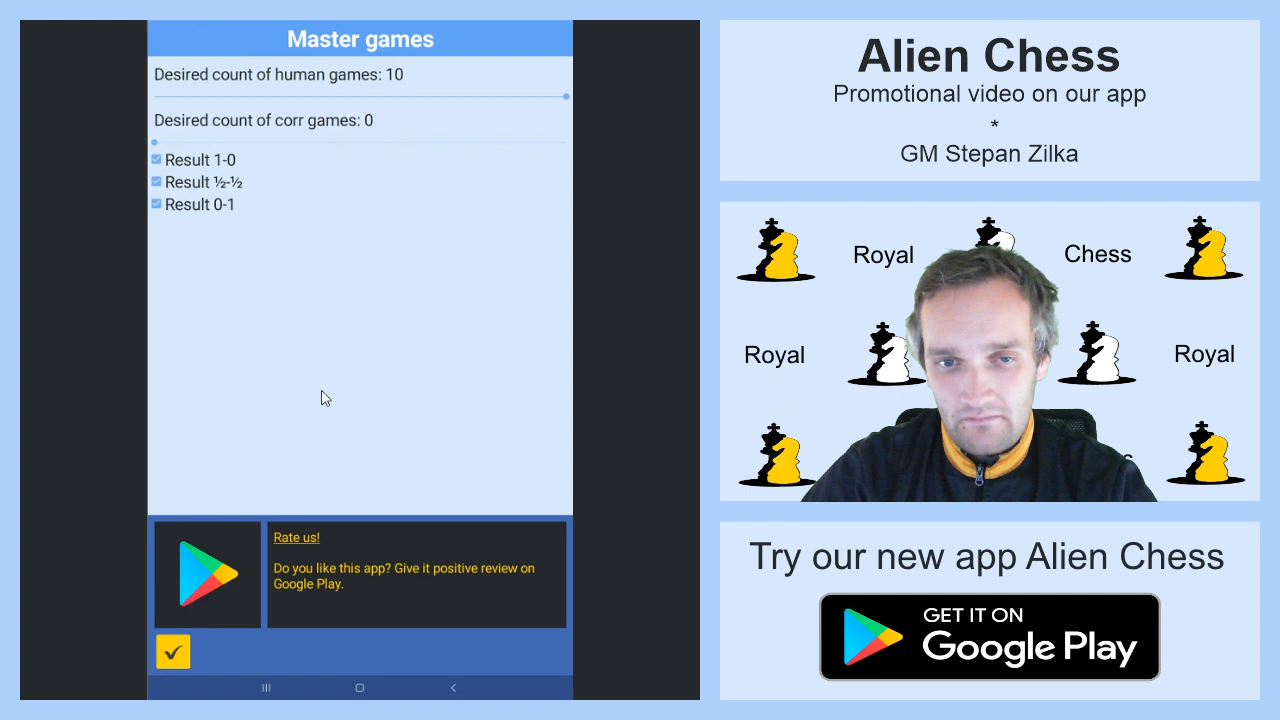 Master games
Desired count of human games: 10
Desired count of corr games: 0
Result 1-0
Result ½-½
Result 0-1
Rate us!
Do you like this app? Give it positive review on
Google Play.
Alien Chess
Promotional video on our app
*
GM Stepan Zilka
Royal
Chess
Royal
Royal
Try our new app Alien Chess
GET IT ON
Google Play